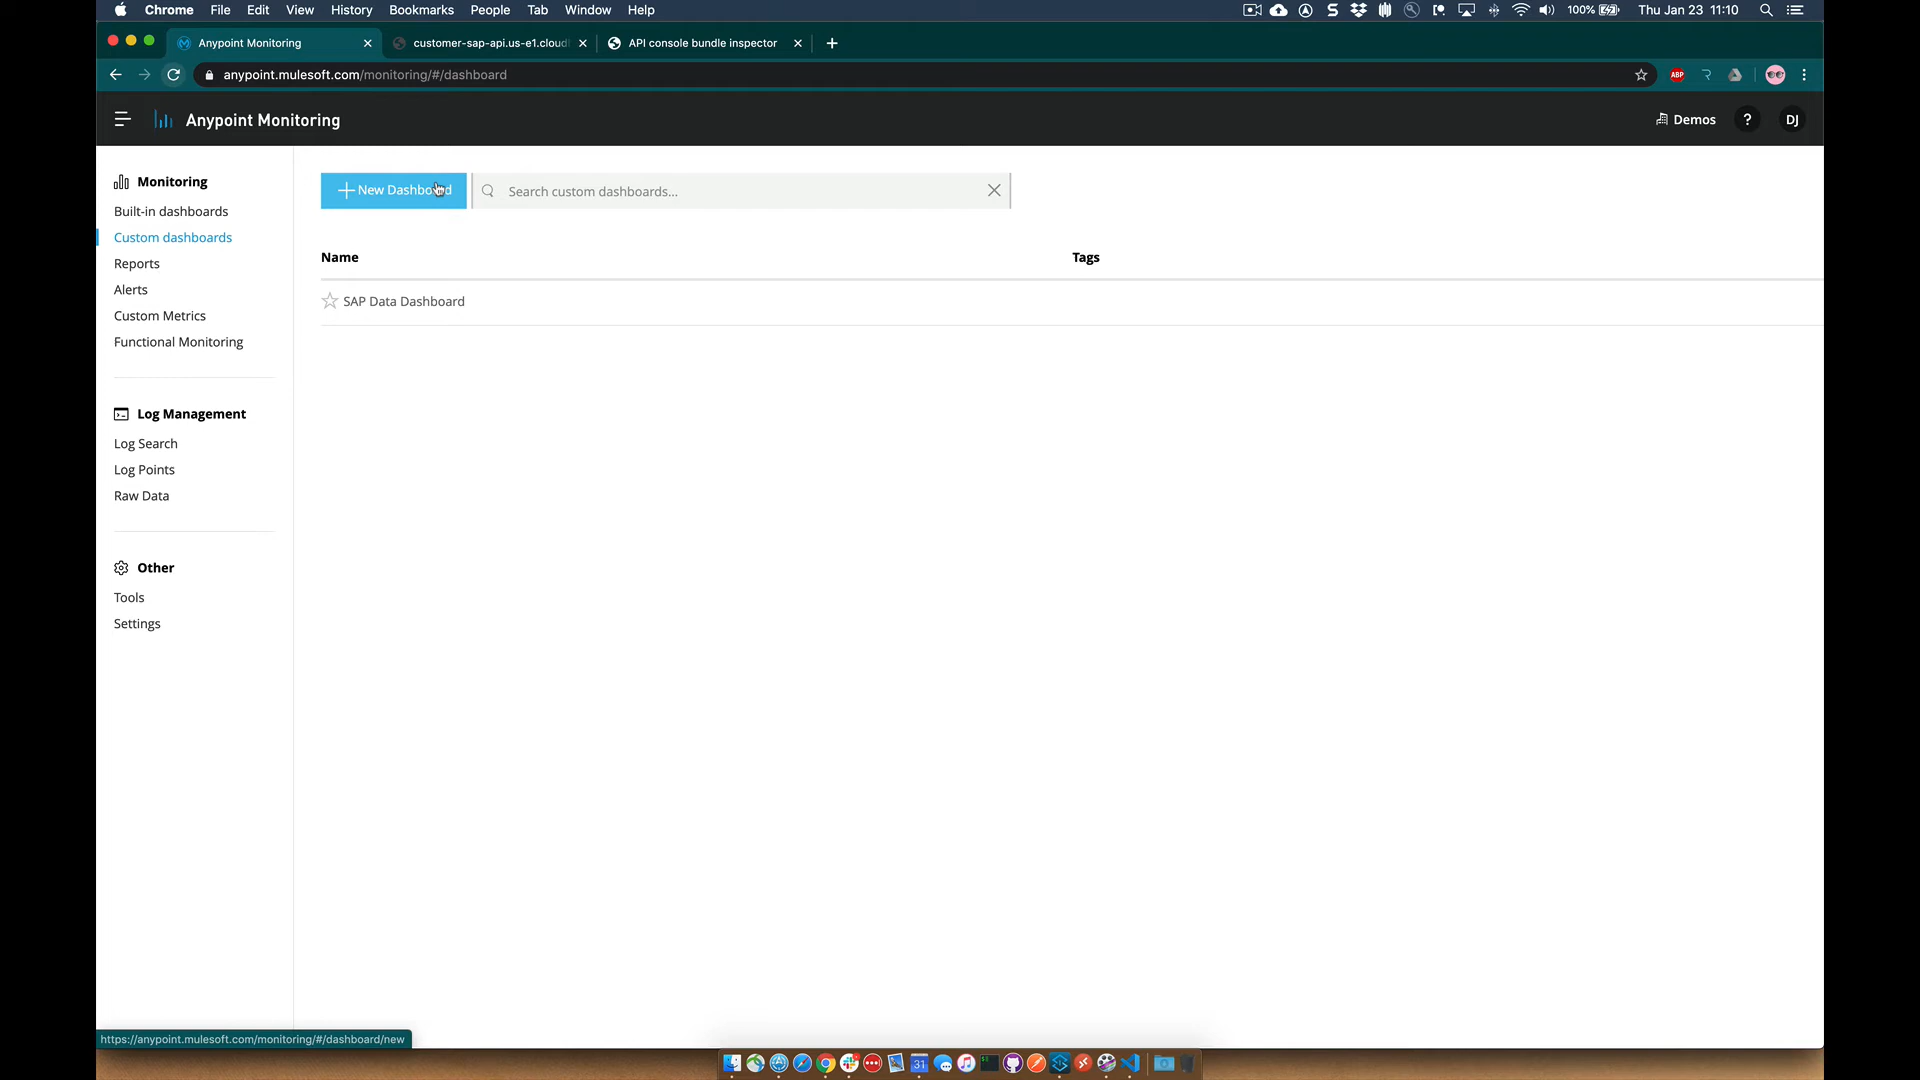 Chrome File Edit View History Bookmarks People Tab Window Help 100% Thu Jan 23 11:10
Anypoint Monitoring customer-sap-api.us-e1.cloud API console bundle inspector
anypoint.mulesoft.com/monitoring/#/dashboard ABP
Anypoint Monitoring Demos ? DJ
Monitoring
Built-in dashboards
Custom dashboards
Reports
Alerts
Custom Metrics
Functional Monitoring
Log Management
Log Search
Log Points
Raw Data
Other
Tools
Settings
New Dashboard Search custom dashboards...
Name Tags
SAP Data Dashboard
https://anypoint.mulesoft.com/monitoring/#/dashboard/new
31